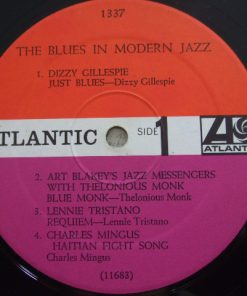 1337
THE BLUES IN MODERN JAZZ
1. DIZZY GILLESPIE
JUST BLUES—Dizzy Gillespie
ATLANTIC SIDE 1
ATLANTIC
2. ART BLAKEY'S JAZZ MESSENGERS
WITH THELONIOUS MONK
BLUE MONK—Thelonious Monk
3. LENNIE TRISTANO
REQUIEM—Lennie Tristano
4. CHARLES MINGUS
HAITIAN FIGHT SONG
Charles Mingus
(11683)